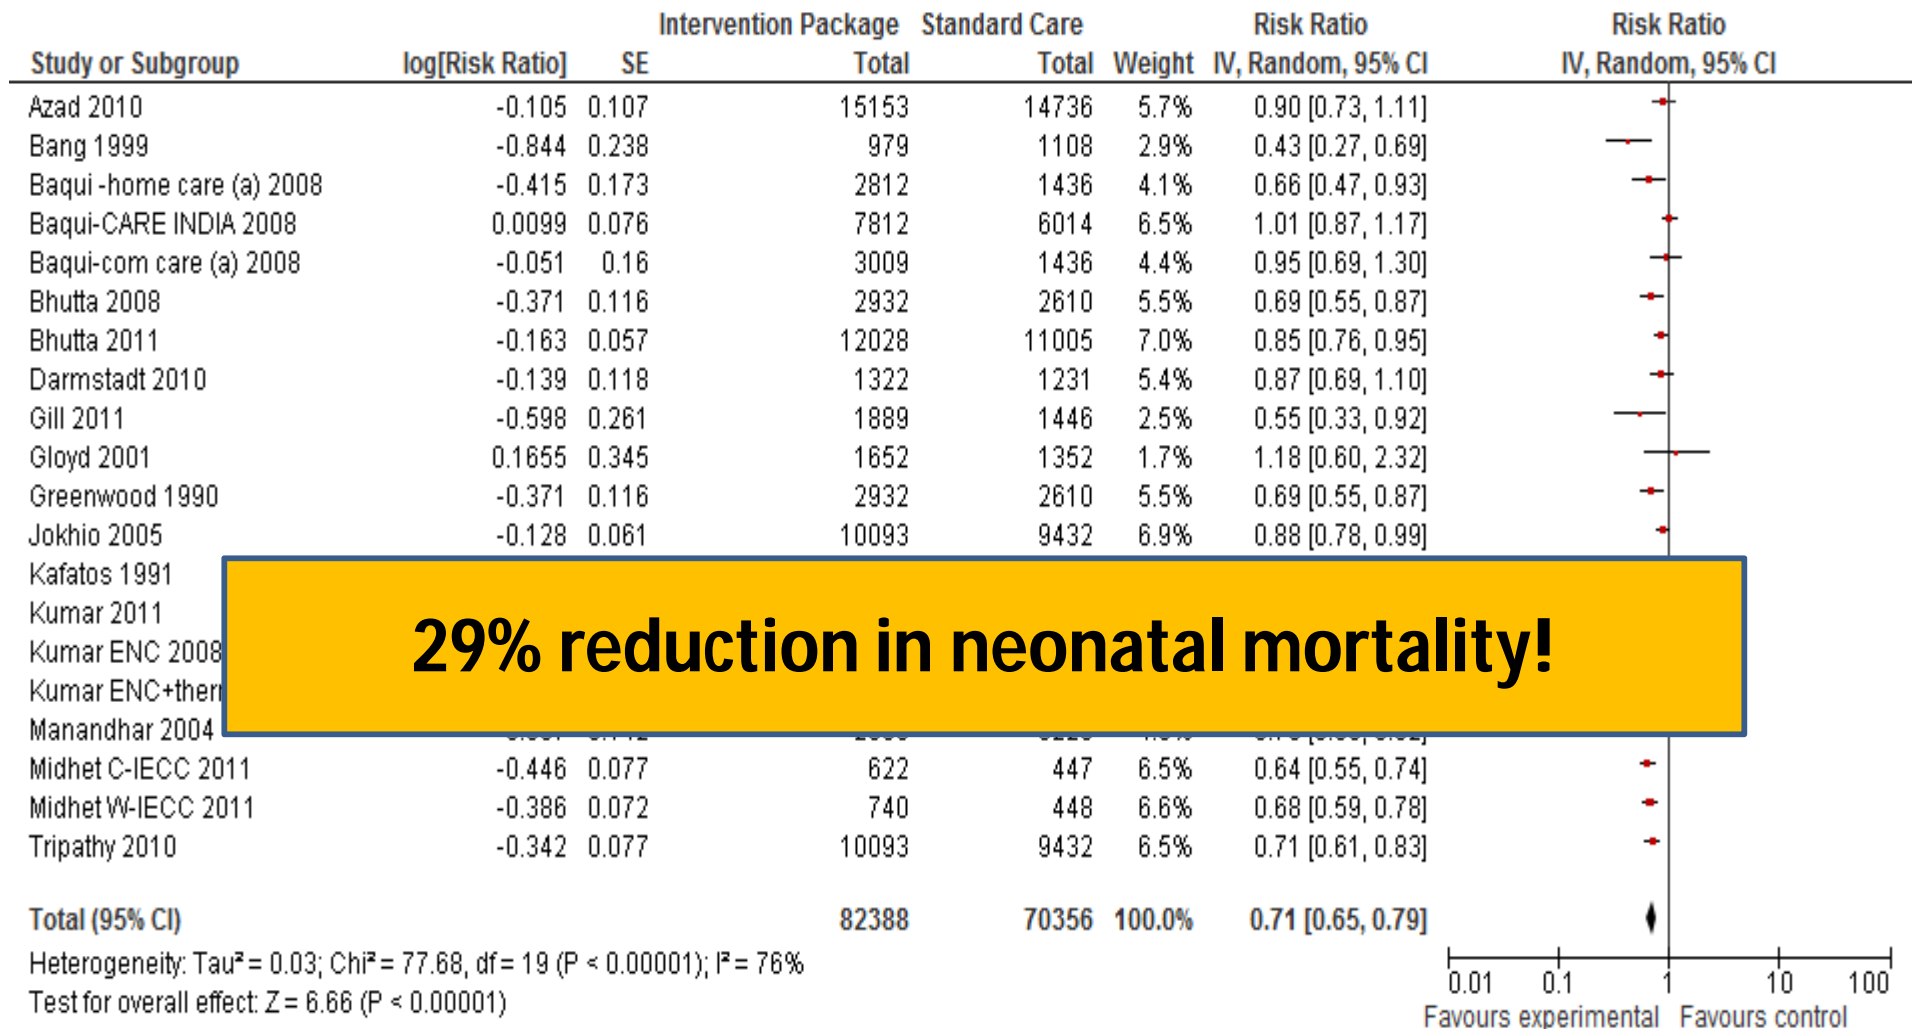 Intervention Package Standard Care Risk Ratio Risk Ratio
Study or Subgroup log[Risk Ratio] SE Total Total Weight IV, Random, 95% CI IV, Random, 95% CI
Azad 2010 -0.105 0.107 15153 14736 5.7% 0.90 [0.73, 1.11]
Bang 1999 -0.844 0.238 979 1108 2.9% 0.43 [0.27, 0.69]
Baqui -home care (a) 2008 -0.415 0.173 2812 1436 4.1% 0.66 [0.47, 0.93]
Baqui-CARE INDIA 2008 0.0099 0.076 7812 6014 6.5% 1.01 [0.87, 1.17]
Baqui-com care (a) 2008 -0.051 0.16 3009 1436 4.4% 0.95 [0.69, 1.30]
Bhutta 2008 -0.371 0.116 2932 2610 5.5% 0.69 [0.55, 0.87]
Bhutta 2011 -0.163 0.057 12028 11005 7.0% 0.85 [0.76, 0.95]
Darmstadt 2010 -0.139 0.118 1322 1231 5.4% 0.87 [0.69, 1.10]
Gill 2011 -0.598 0.261 1889 1446 2.5% 0.55 [0.33, 0.92]
Gloyd 2001 0.1655 0.345 1652 1352 1.7% 1.18 [0.60, 2.32]
Greenwood 1990 -0.371 0.116 2932 2610 5.5% 0.69 [0.55, 0.87]
Jokhio 2005 -0.128 0.061 10093 9432 6.9% 0.88 [0.78, 0.99]
Kafatos 1991
Kumar 2011
29% reduction in neonatal mortality!
Kumar ENC 2008
Kumar ENC+ther
Manandhar 2004
Midhet C-IECC 2011 -0.446 0.077 622 447 6.5% 0.64 [0.55, 0.74]
Midhet W-IECC 2011 -0.386 0.072 740 448 6.6% 0.68 [0.59, 0.78]
Tripathy 2010 -0.342 0.077 10093 9432 6.5% 0.71 [0.61, 0.83]
Total (95% CI) 82388 70356 100.0% 0.71 [0.65, 0.79]
Heterogeneity: Tau² = 0.03; Chi² = 77.68, df = 19 (P < 0.00001); I² = 76%
Test for overall effect: Z = 6.66 (P < 0.00001)
0.01 0.1 1 10 100
Favours experimental Favours control